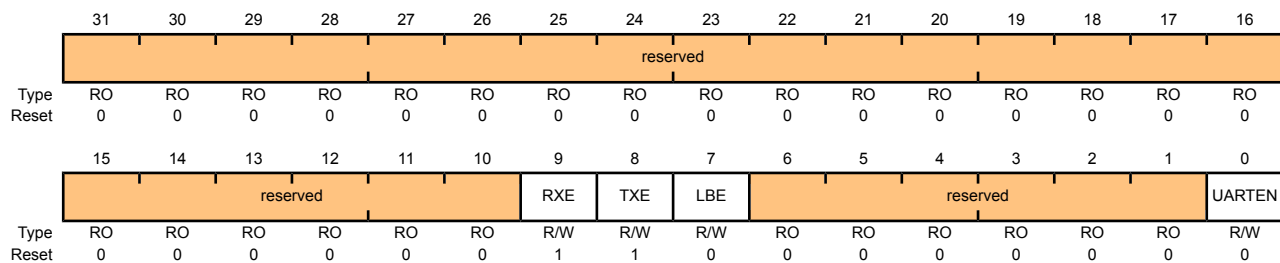 31 30 29 28 27 26 25 24 23 22 21 20 19 18 17 16
reserved
Type RO RO RO RO RO RO RO RO RO RO RO RO RO RO RO RO
Reset 0 0 0 0 0 0 0 0 0 0 0 0 0 0 0 0
15 14 13 12 11 10 9 8 7 6 5 4 3 2 1 0
reserved RXE TXE LBE reserved UARTEN
Type RO RO RO RO RO RO R/W R/W R/W RO RO RO RO RO RO R/W
Reset 0 0 0 0 0 0 1 1 0 0 0 0 0 0 0 0